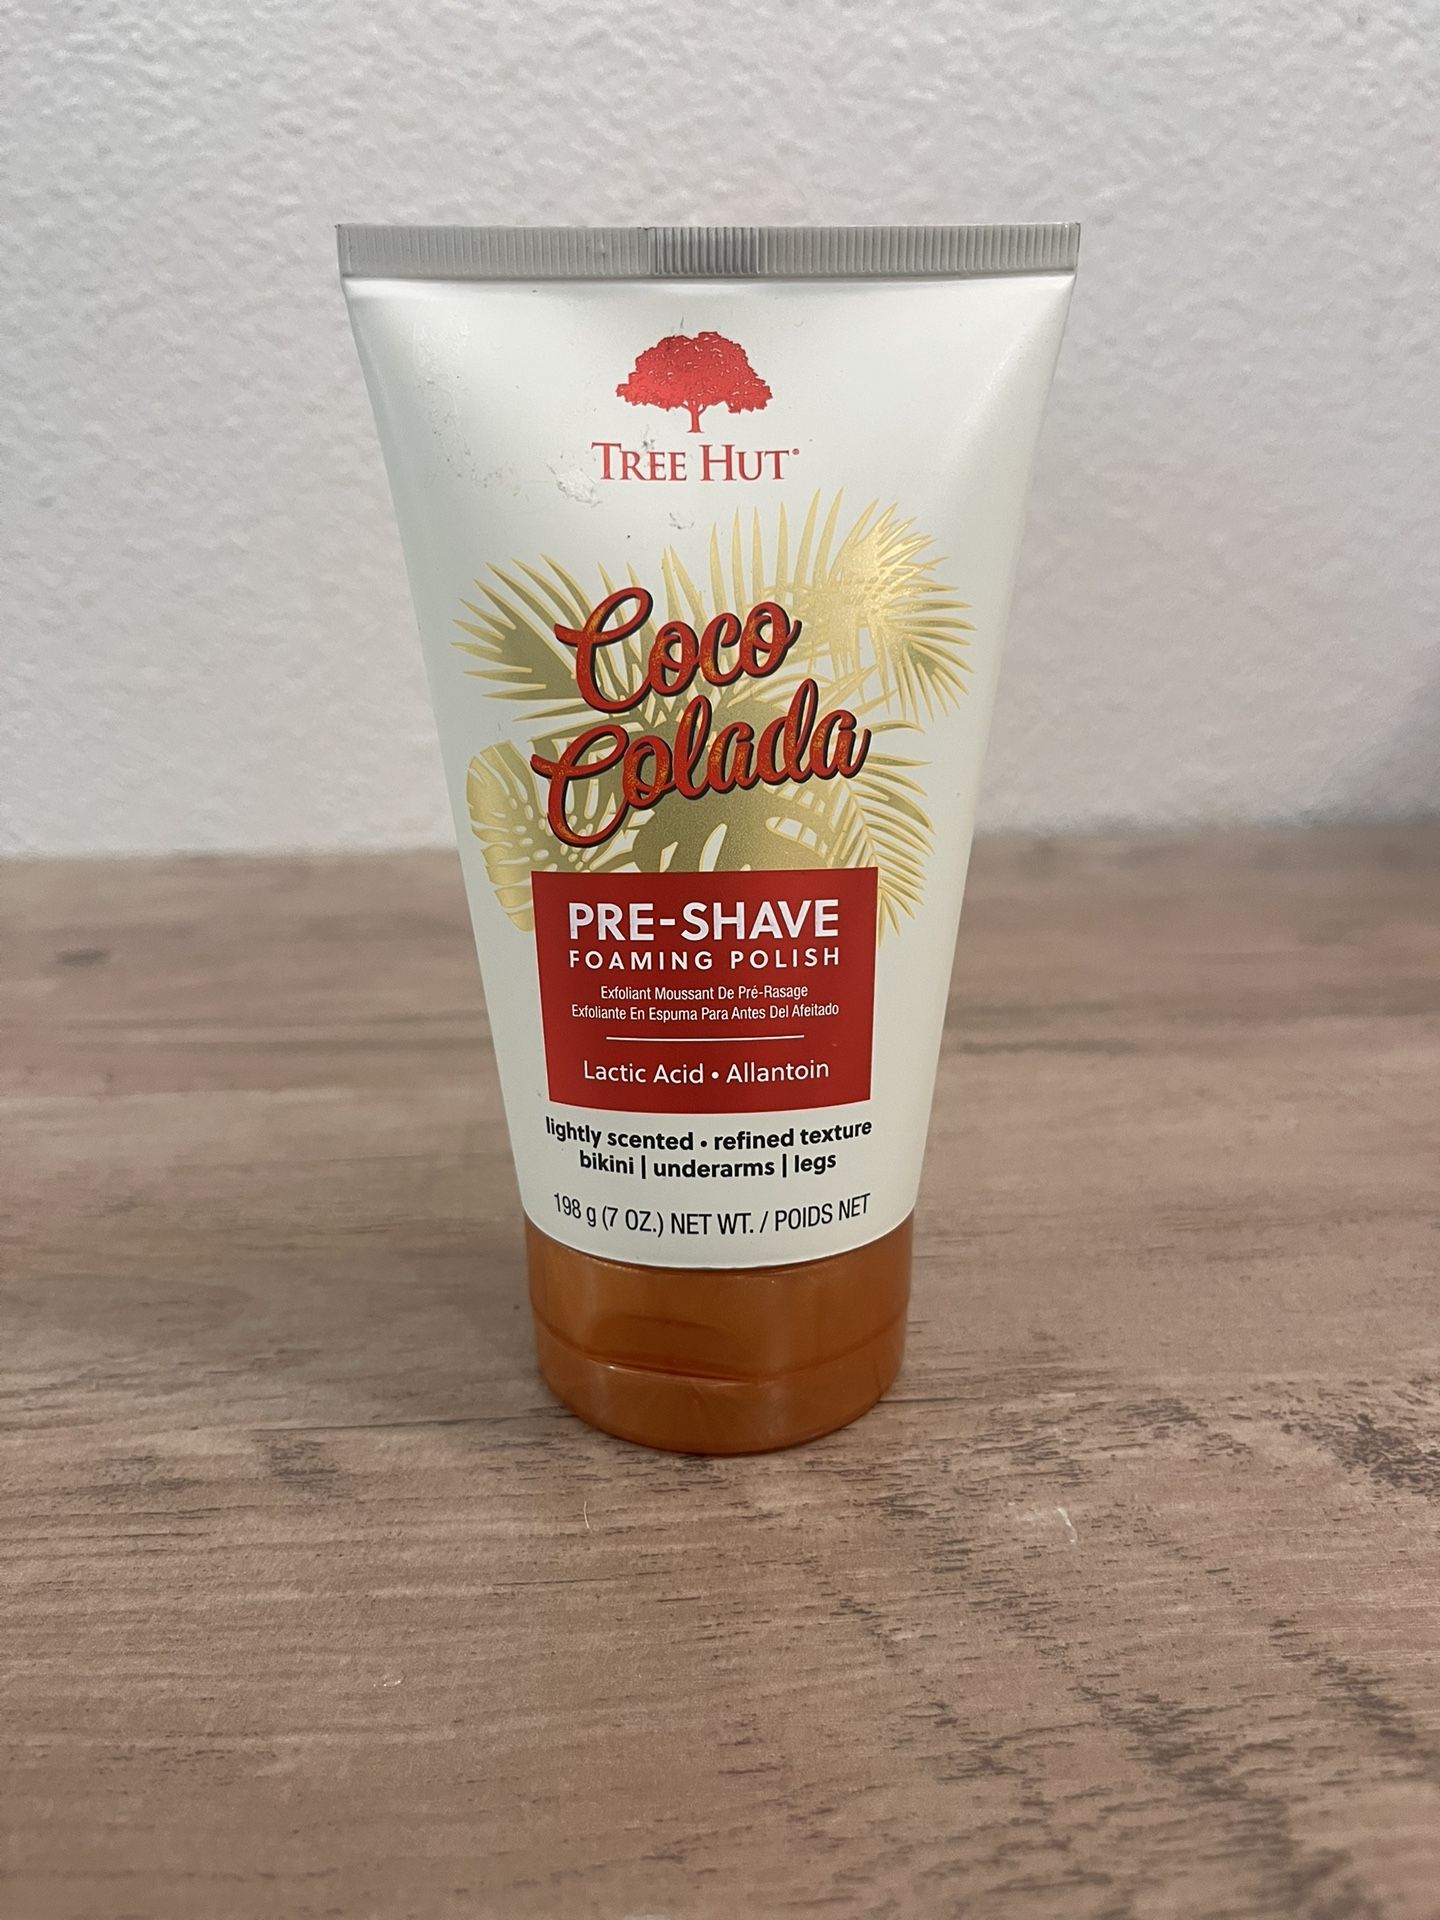 TREE HUT®
Coco
Colada
PRE-SHAVE
FOAMING POLISH
Exfoliant Moussant De Pré-Rasage
Exfoliante En Espuma Para Antes Del Afeitado
Lactic Acid • Allantoin
lightly scented • refined texture
bikini | underarms | legs
198 g (7 OZ.) NET WT. / POIDS NET